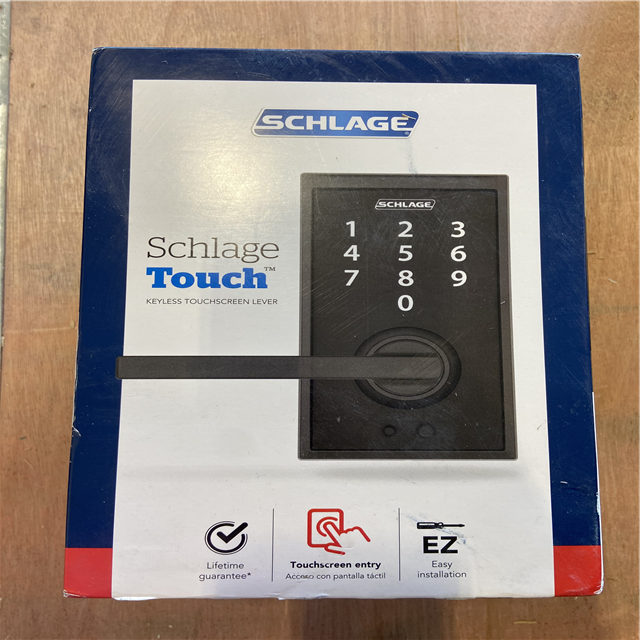 SCHLAGE
SCHLAGE
1 2 3
4 5 6
7 8 9
0
Schlage
Touch™
KEYLESS TOUCHSCREEN LEVER
Lifetime
guarantee*
Touchscreen entry
Acceso con pantalla táctil
EZ
Easy
installation